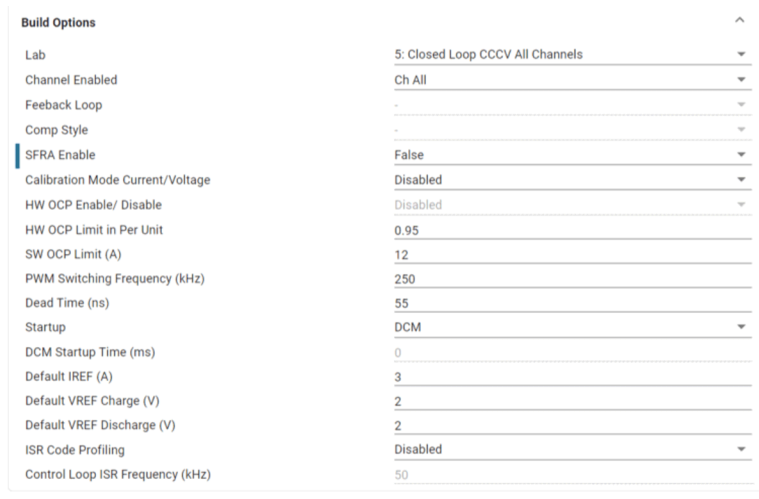 Build Options
Lab 5: Closed Loop CCCV All Channels
Channel Enabled Ch All
Feeback Loop -
Comp Style -
SFRA Enable False
Calibration Mode Current/Voltage Disabled
HW OCP Enable/ Disable Disabled
HW OCP Limit in Per Unit 0.95
SW OCP Limit (A) 12
PWM Switching Frequency (kHz) 250
Dead Time (ns) 55
Startup DCM
DCM Startup Time (ms) 0
Default IREF (A) 3
Default VREF Charge (V) 2
Default VREF Discharge (V) 2
ISR Code Profiling Disabled
Control Loop ISR Frequency (kHz) 50